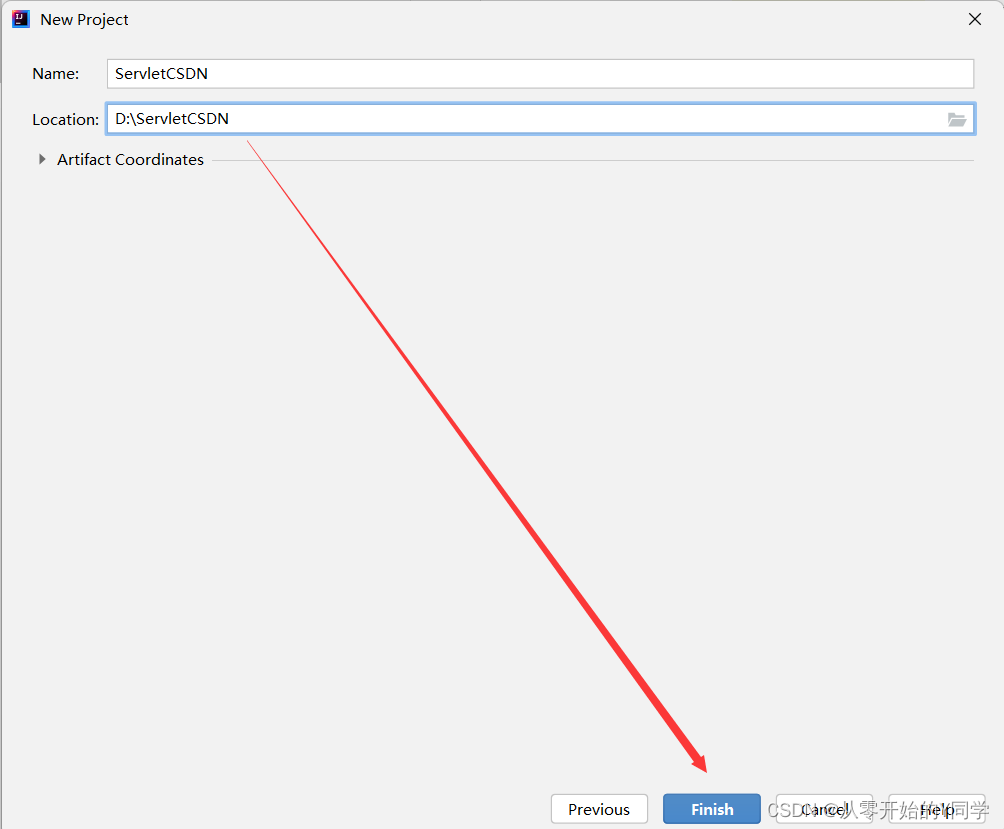 New Project
Name: ServletCSDN
Location: D:\ServletCSDN
Artifact Coordinates
Previous Finish Cancel Help
CSDN @从零开始的Y同学